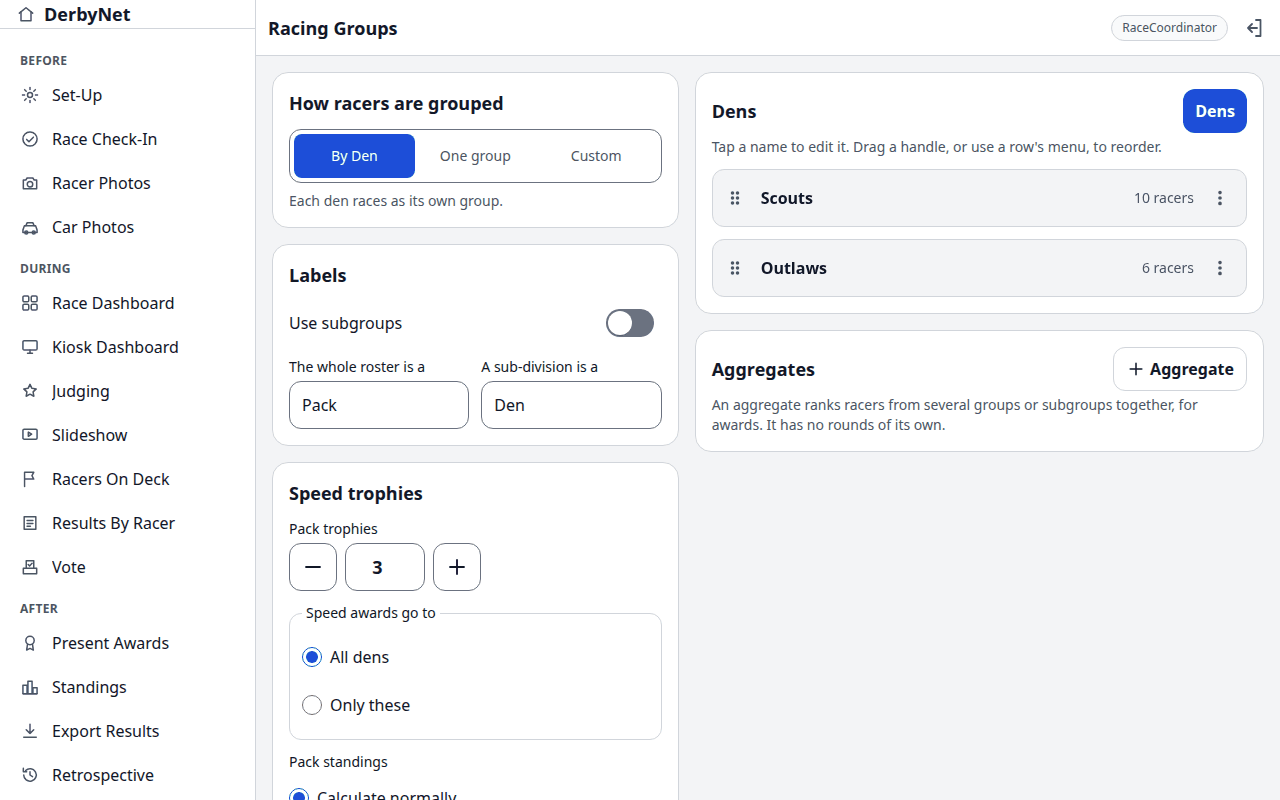 DerbyNet
BEFORE
Set-Up
Race Check-In
Racer Photos
Car Photos
DURING
Race Dashboard
Kiosk Dashboard
Judging
Slideshow
Racers On Deck
Results By Racer
Vote
AFTER
Present Awards
Standings
Export Results
Retrospective
Racing Groups
RaceCoordinator
How racers are grouped
By Den
One group
Custom
Each den races as its own group.
Labels
Use subgroups
The whole roster is a
A sub-division is a
Pack
Den
Speed trophies
Pack trophies
3
Speed awards go to
All dens
Only these
Pack standings
Calculate normally
Dens
Dens
Tap a name to edit it. Drag a handle, or use a row's menu, to reorder.
Scouts
10 racers
Outlaws
6 racers
Aggregates
Aggregate
An aggregate ranks racers from several groups or subgroups together, for
awards. It has no rounds of its own.